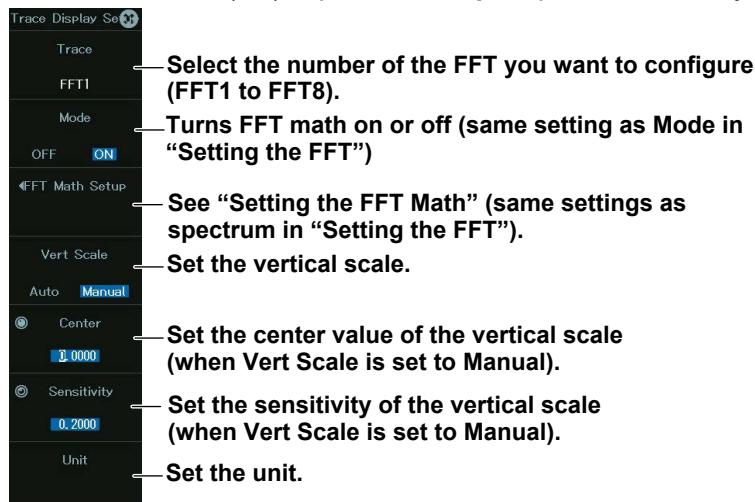 Trace Display Se
Trace
FFT1
Select the number of the FFT you want to configure
(FFT1 to FFT8).
Mode
OFF ON
Turns FFT math on or off (same setting as Mode in
“Setting the FFT”)
FFT Math Setup
See “Setting the FFT Math” (same settings as
spectrum in “Setting the FFT”).
Vert Scale
Auto Manual
Set the vertical scale.
Center
0.0000
Set the center value of the vertical scale
(when Vert Scale is set to Manual).
Sensitivity
0.2000
Set the sensitivity of the vertical scale
(when Vert Scale is set to Manual).
Unit
Set the unit.